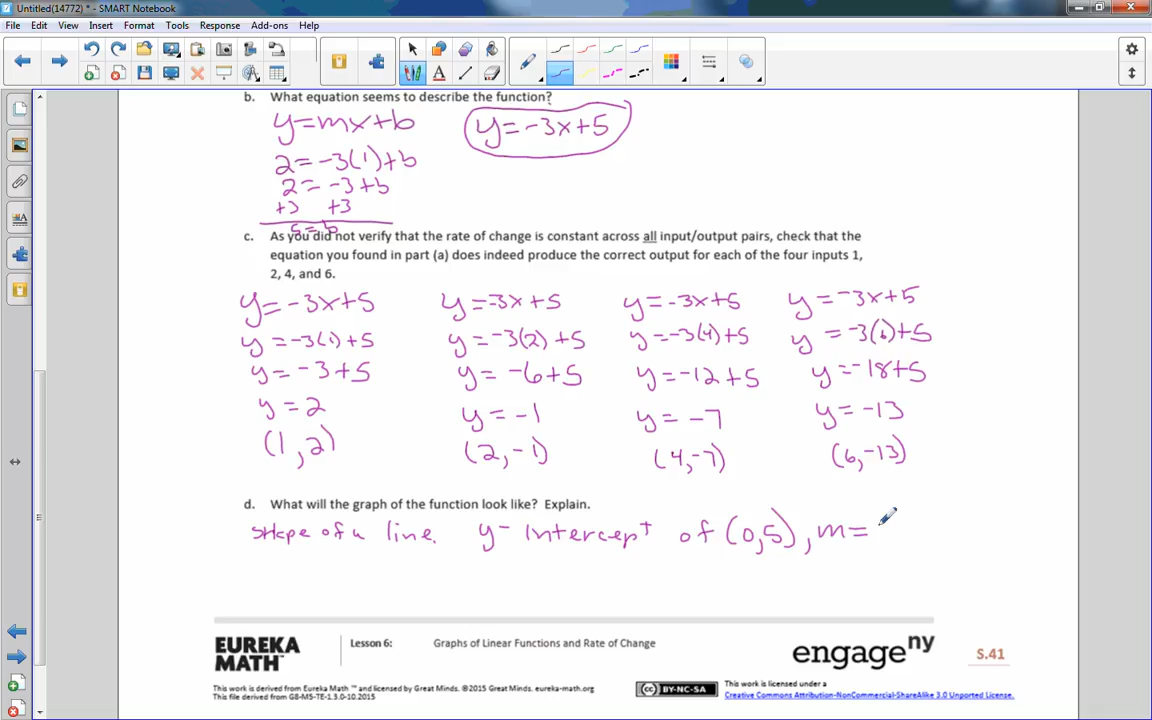 Untitled(14772) * - SMART Notebook
File Edit View Insert Format Tools Response Add-ons Help
b. What equation seems to describe the function?
y=mx+b
y=-3x+5
2=-3(1)+b
2=-3+b
+3 +3
5=b
c. As you did not verify that the rate of change is constant across all input/output pairs, check that the
equation you found in part (a) does indeed produce the correct output for each of the four inputs 1,
2, 4, and 6.
y=-3x+5 y=-3x+5 y=-3x+5 y=-3x+5
y=-3(1)+5 y=-3(2)+5 y=-3(4)+5 y=-3(6)+5
y=-3+5 y=-6+5 y=-12+5 y=-18+5
y=2 y=-1 y=-7 y=-13
(1,2) (2,-1) (4,-7) (6,-13)
d. What will the graph of the function look like? Explain.
shape of a line. y-intercept of (0,5), m=
EUREKA MATH™
Lesson 6: Graphs of Linear Functions and Rate of Change
engage ny
S.41
This work is derived from Eureka Math ™ and licensed by Great Minds. ©2015 Great Minds. eureka-math.org
This file derived from G8-M5-TE-1.3.0-10.2015
(cc) BY-NC-SA
This work is licensed under a
Creative Commons Attribution-NonCommercial-ShareAlike 3.0 Unported License.